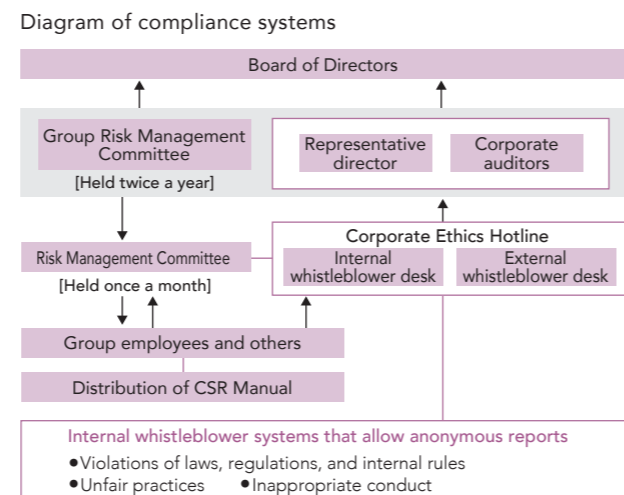 Diagram of compliance systems
Board of Directors
Group Risk Management
Committee
[Held twice a year]
Representative
director
Corporate
auditors
Risk Management Committee
[Held once a month]
Corporate Ethics Hotline
Internal
whistleblower desk
External
whistleblower desk
Group employees and others
Distribution of CSR Manual
Internal whistleblower systems that allow anonymous reports
●Violations of laws, regulations, and internal rules
●Unfair practices ●Inappropriate conduct